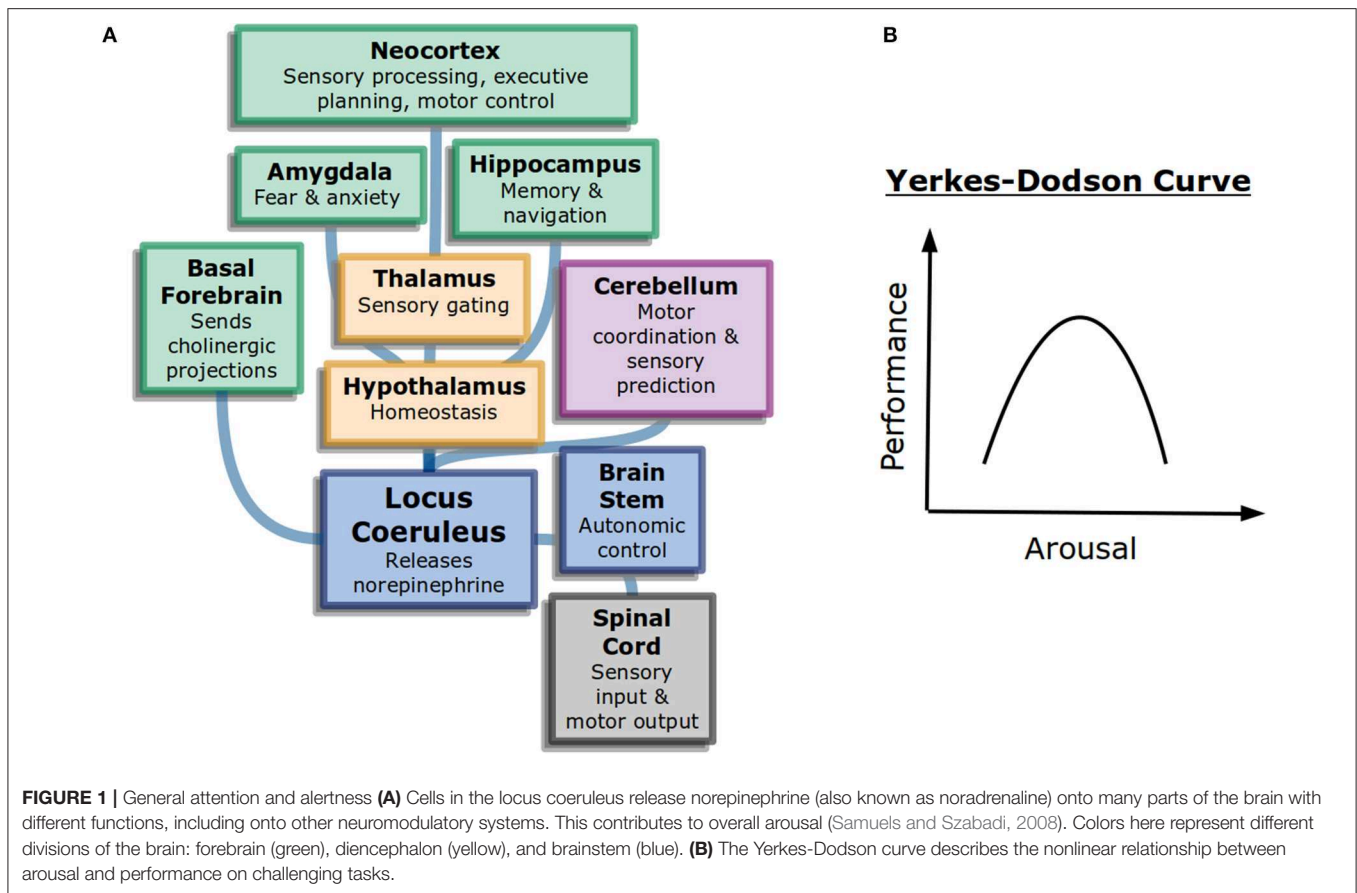 A
Neocortex
Sensory processing, executive
planning, motor control
Amygdala
Fear & anxiety
Hippocampus
Memory &
navigation
Basal
Forebrain
Sends
cholinergic
projections
Thalamus
Sensory gating
Cerebellum
Motor
coordination &
sensory
prediction
Hypothalamus
Homeostasis
Locus
Coeruleus
Releases
norepinephrine
Brain
Stem
Autonomic
control
Spinal
Cord
Sensory
input &
motor output
B
Yerkes-Dodson Curve
Performance
Arousal
FIGURE 1 | General attention and alertness (A) Cells in the locus coeruleus release norepinephrine (also known as noradrenaline) onto many parts of the brain with
different functions, including onto other neuromodulatory systems. This contributes to overall arousal (Samuels and Szabadi, 2008). Colors here represent different
divisions of the brain: forebrain (green), diencephalon (yellow), and brainstem (blue). (B) The Yerkes-Dodson curve describes the nonlinear relationship between
arousal and performance on challenging tasks.